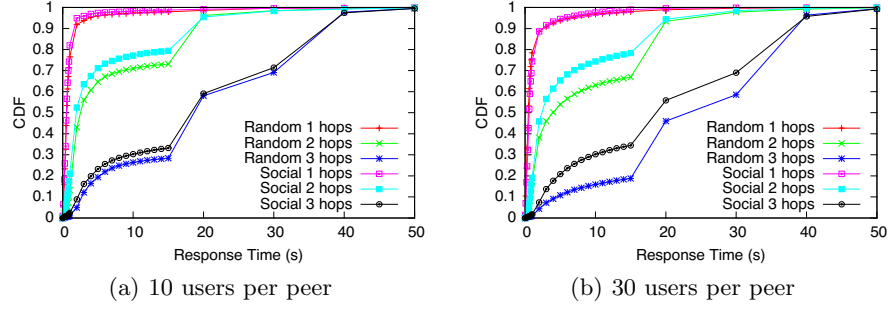 1
0.9
0.8
0.7
0.6
0.5
0.4
0.3
0.2
0.1
0
CDF
Random 1 hops
Random 2 hops
Random 3 hops
Social 1 hops
Social 2 hops
Social 3 hops
0 10 20 30 40 50
Response Time (s)
(a) 10 users per peer
1
0.9
0.8
0.7
0.6
0.5
0.4
0.3
0.2
0.1
0
CDF
Random 1 hops
Random 2 hops
Random 3 hops
Social 1 hops
Social 2 hops
Social 3 hops
0 10 20 30 40 50
Response Time (s)
(b) 30 users per peer